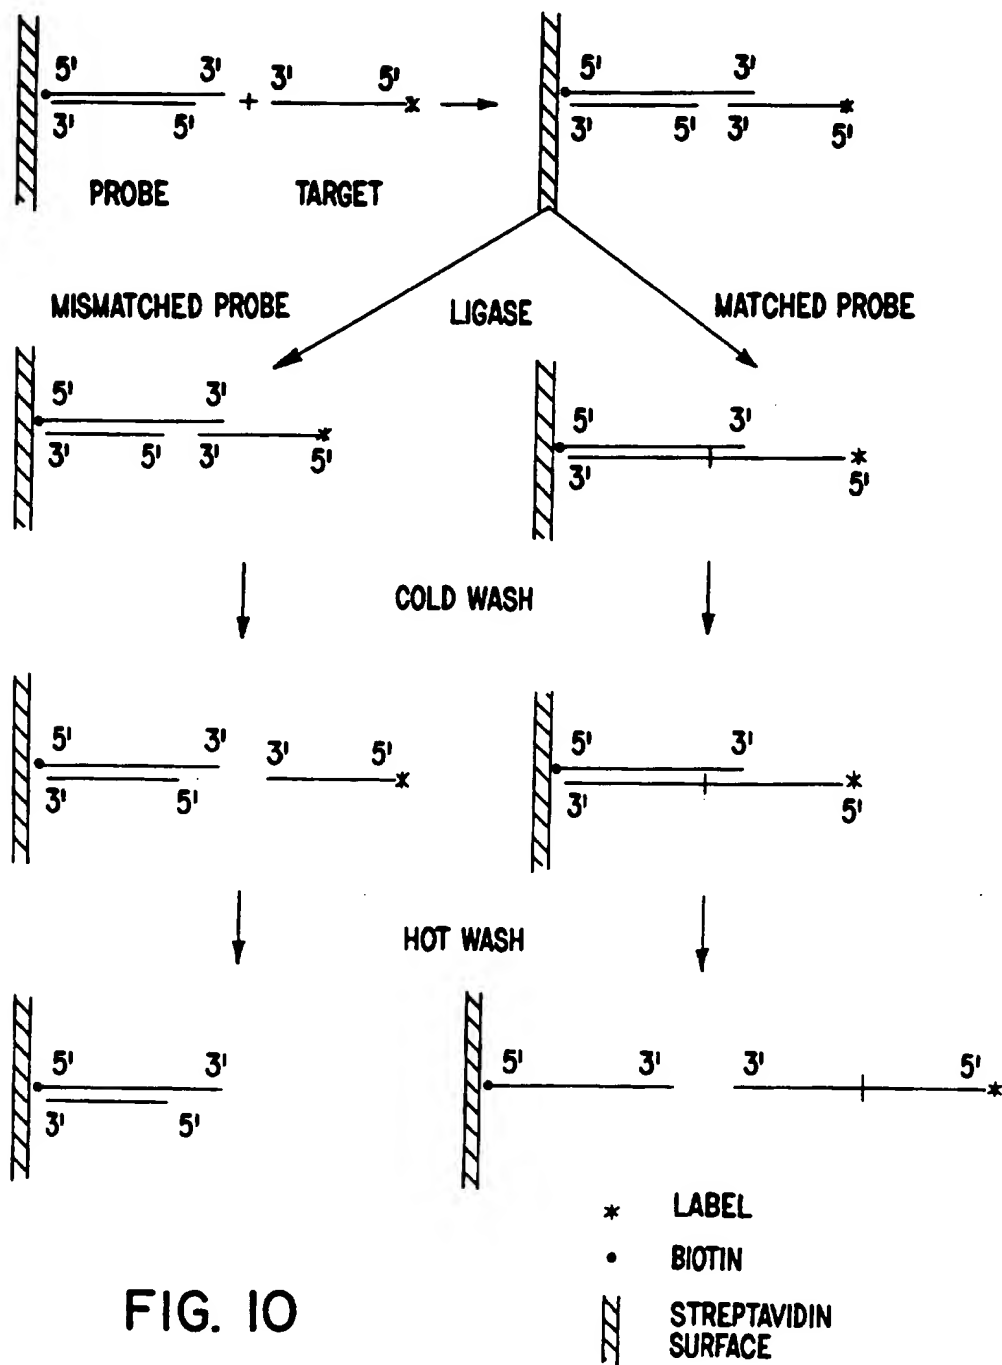 5' 3' 3' 5' 5' 3'
* + * 
3' 5' 3' 5' 3' 5'
PROBE TARGET
MISMATCHED PROBE LIGASE MATCHED PROBE
5' 3' 5' 3'
* *
3' 5' 3' 5' 3' 5'
COLD WASH
5' 3' 3' 5' 5' 3'
* *
3' 5' 3' 5'
HOT WASH
5' 3' 5' 3' 3' 5'
*
3' 5'
* LABEL
• BIOTIN
STREPTAVIDIN
SURFACE
FIG. 10